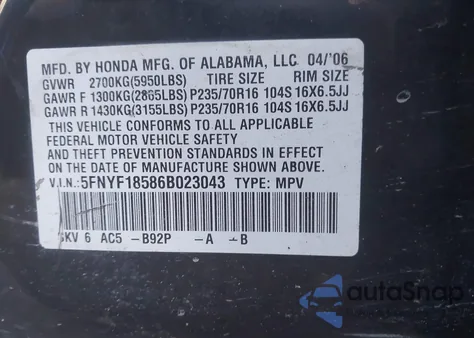 MFD. BY HONDA MFG. OF ALABAMA, LLC 04/'06
GVWR 2700KG(5950LBS) TIRE SIZE RIM SIZE
GAWR F 1300KG(2865LBS)P235/70R16 104S 16X6.5JJ
GAWR R 1430KG(3155LBS)P235/70R16 104S 16X6.5JJ
THIS VEHICLE CONFORMS TO ALL APPLICABLE
FEDERAL MOTOR VEHICLE SAFETY
AND THEFT PREVENTION STANDARDS IN EFFECT
ON THE DATE OF MANUFACTURE SHOWN ABOVE.
V.I.N.:5FNYF18586B023043 TYPE: MPV
SKV 6 AC5 -B92P -A -B
autoSnap